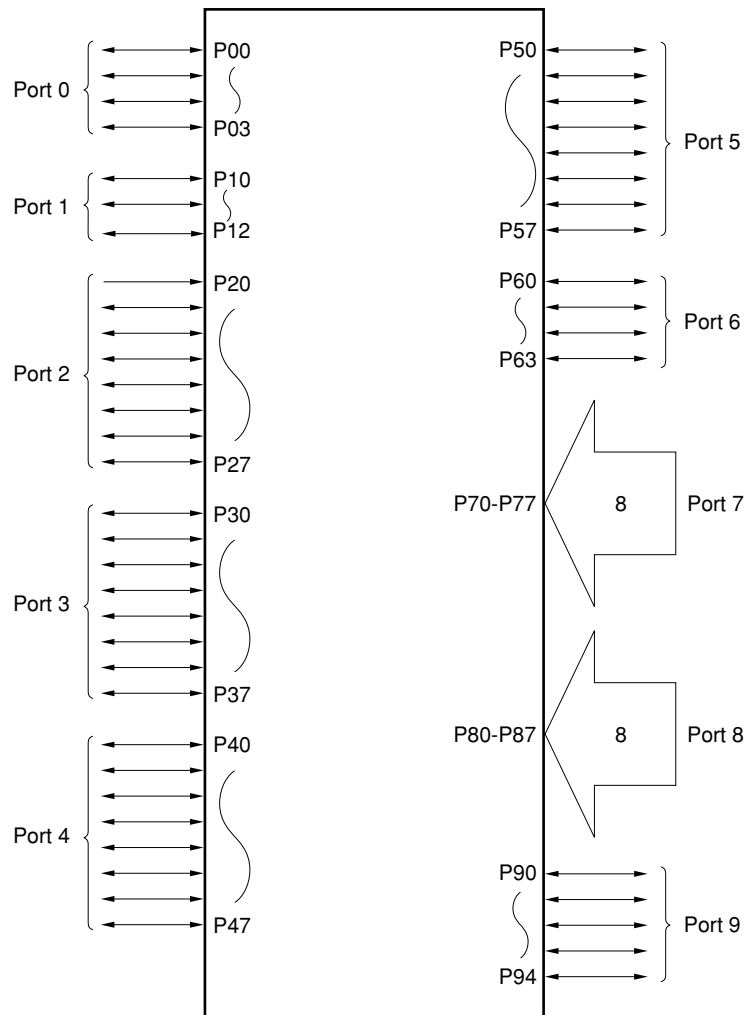 P00
Port 0
P03
P10
Port 1
P12
P20
Port 2
P27
P30
Port 3
P37
P40
Port 4
P47
P50
Port 5
P57
P60
Port 6
P63
P70-P77
8
Port 7
P80-P87
8
Port 8
P90
Port 9
P94